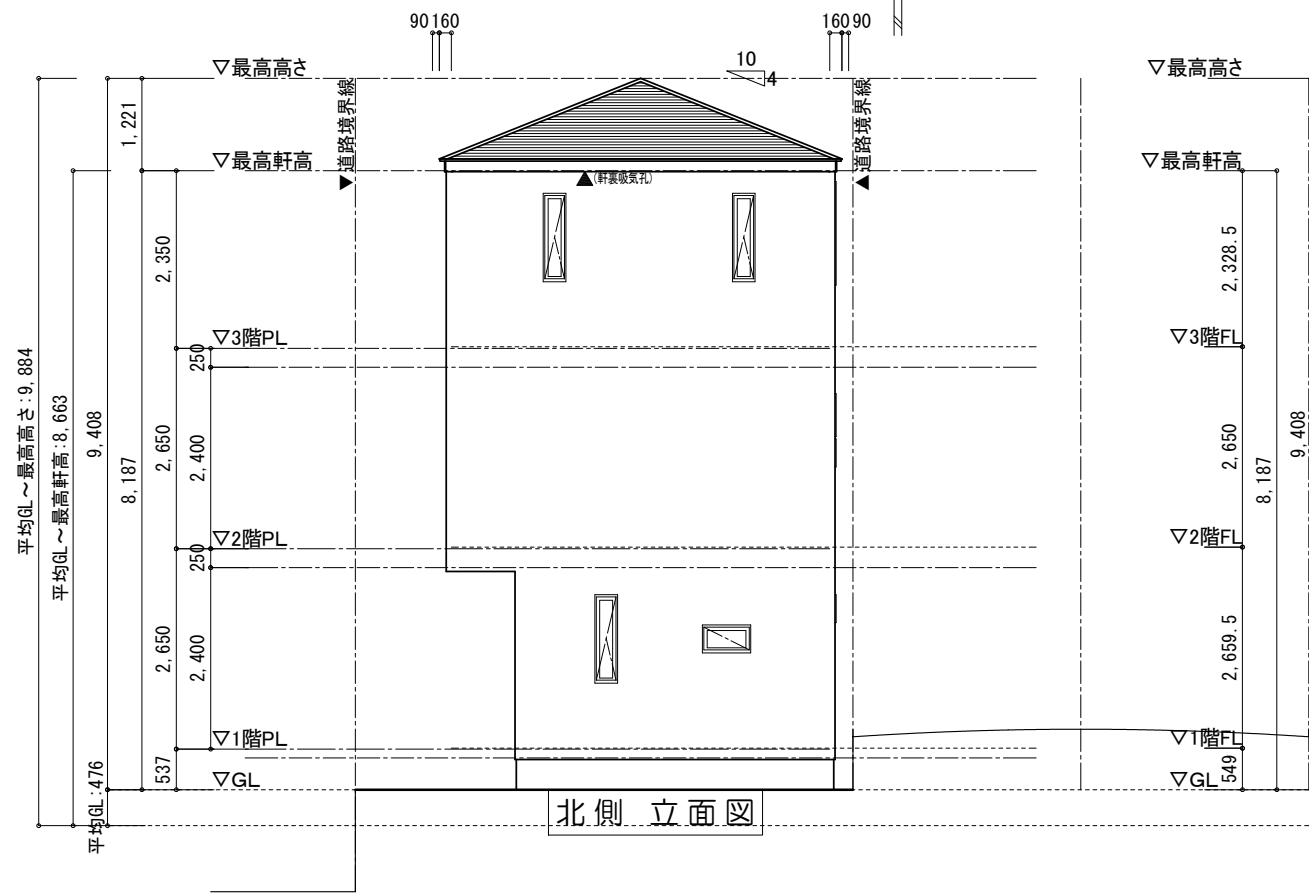 90 160
160 90
10
4
▽最高高さ
▽最高高さ
道路境界線
道路境界線
1,221
▽最高軒高
▽最高軒高
(軒裏吸気孔)
2,350
2,328.5
▽3階PL
▽3階FL
250
平均GL～最高高さ:9,884
平均GL～最高軒高:8,663
9,408
8,187
2,650
2,400
2,650
8,187
9,408
▽2階PL
▽2階FL
250
2,650
2,400
2,659.5
▽1階PL
▽1階FL
537
549
▽GL
▽GL
平均GL:476
北側 立面図